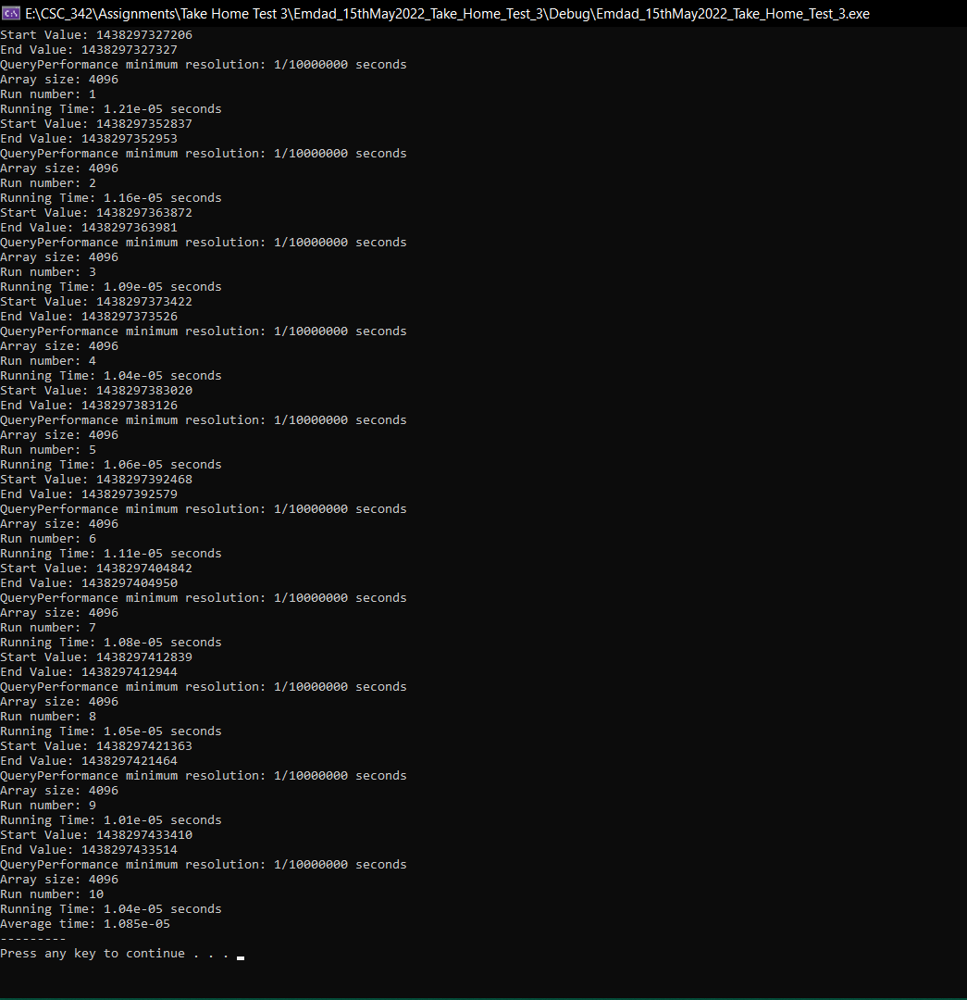 E:\CSC_342\Assignments\Take Home Test 3\Emdad_15thMay2022_Take_Home_Test_3\Debug\Emdad_15thMay2022_Take_Home_Test_3.exe
Start Value: 1438297327206
End Value: 1438297327327
QueryPerformance minimum resolution: 1/10000000 seconds
Array size: 4096
Run number: 1
Running Time: 1.21e-05 seconds
Start Value: 1438297352837
End Value: 1438297352953
QueryPerformance minimum resolution: 1/10000000 seconds
Array size: 4096
Run number: 2
Running Time: 1.16e-05 seconds
Start Value: 1438297363872
End Value: 1438297363981
QueryPerformance minimum resolution: 1/10000000 seconds
Array size: 4096
Run number: 3
Running Time: 1.09e-05 seconds
Start Value: 1438297373422
End Value: 1438297373526
QueryPerformance minimum resolution: 1/10000000 seconds
Array size: 4096
Run number: 4
Running Time: 1.04e-05 seconds
Start Value: 1438297383020
End Value: 1438297383126
QueryPerformance minimum resolution: 1/10000000 seconds
Array size: 4096
Run number: 5
Running Time: 1.06e-05 seconds
Start Value: 1438297392468
End Value: 1438297392579
QueryPerformance minimum resolution: 1/10000000 seconds
Array size: 4096
Run number: 6
Running Time: 1.11e-05 seconds
Start Value: 1438297404842
End Value: 1438297404950
QueryPerformance minimum resolution: 1/10000000 seconds
Array size: 4096
Run number: 7
Running Time: 1.08e-05 seconds
Start Value: 1438297412839
End Value: 1438297412944
QueryPerformance minimum resolution: 1/10000000 seconds
Array size: 4096
Run number: 8
Running Time: 1.05e-05 seconds
Start Value: 1438297421363
End Value: 1438297421464
QueryPerformance minimum resolution: 1/10000000 seconds
Array size: 4096
Run number: 9
Running Time: 1.01e-05 seconds
Start Value: 1438297433410
End Value: 1438297433514
QueryPerformance minimum resolution: 1/10000000 seconds
Array size: 4096
Run number: 10
Running Time: 1.04e-05 seconds
Average time: 1.085e-05
---------
Press any key to continue . . .